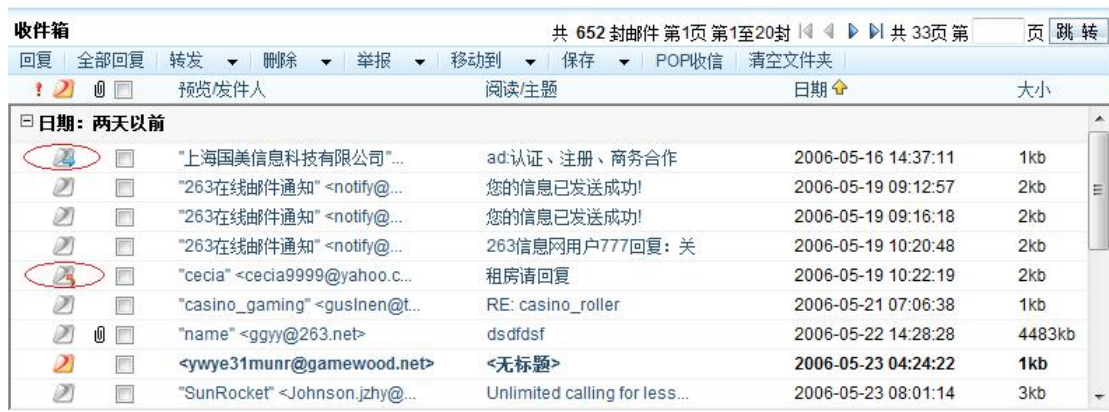 收件箱 共 652 封邮件 第1页 第1至20封 共 33页 第 页 跳 转
回复 全部回复 转发 删除 举报 移动到 保存 POP收信 清空文件夹
预览/发件人 阅读/主题 日期 大小
日期：两天以前
"上海国美信息科技有限公司"... ad:认证、注册、商务合作 2006-05-16 14:37:11 1kb
"263在线邮件通知" <notify@... 您的信息已发送成功! 2006-05-19 09:12:57 2kb
"263在线邮件通知" <notify@... 您的信息已发送成功! 2006-05-19 09:16:18 2kb
"263在线邮件通知" <notify@... 263信息网用户777回复：关 2006-05-19 10:20:48 2kb
"cecia" <cecia9999@yahoo.c... 租房请回复 2006-05-19 10:22:19 2kb
"casino_gaming" <guslnen@t... RE: casino_roller 2006-05-21 07:06:38 1kb
"name" <ggyy@263.net> dsdfdsf 2006-05-22 14:28:28 4483kb
<ywye31munr@gamewood.net> <无标题> 2006-05-23 04:24:22 1kb
"SunRocket" <Johnson.jzhy@... Unlimited calling for less... 2006-05-23 08:01:14 3kb